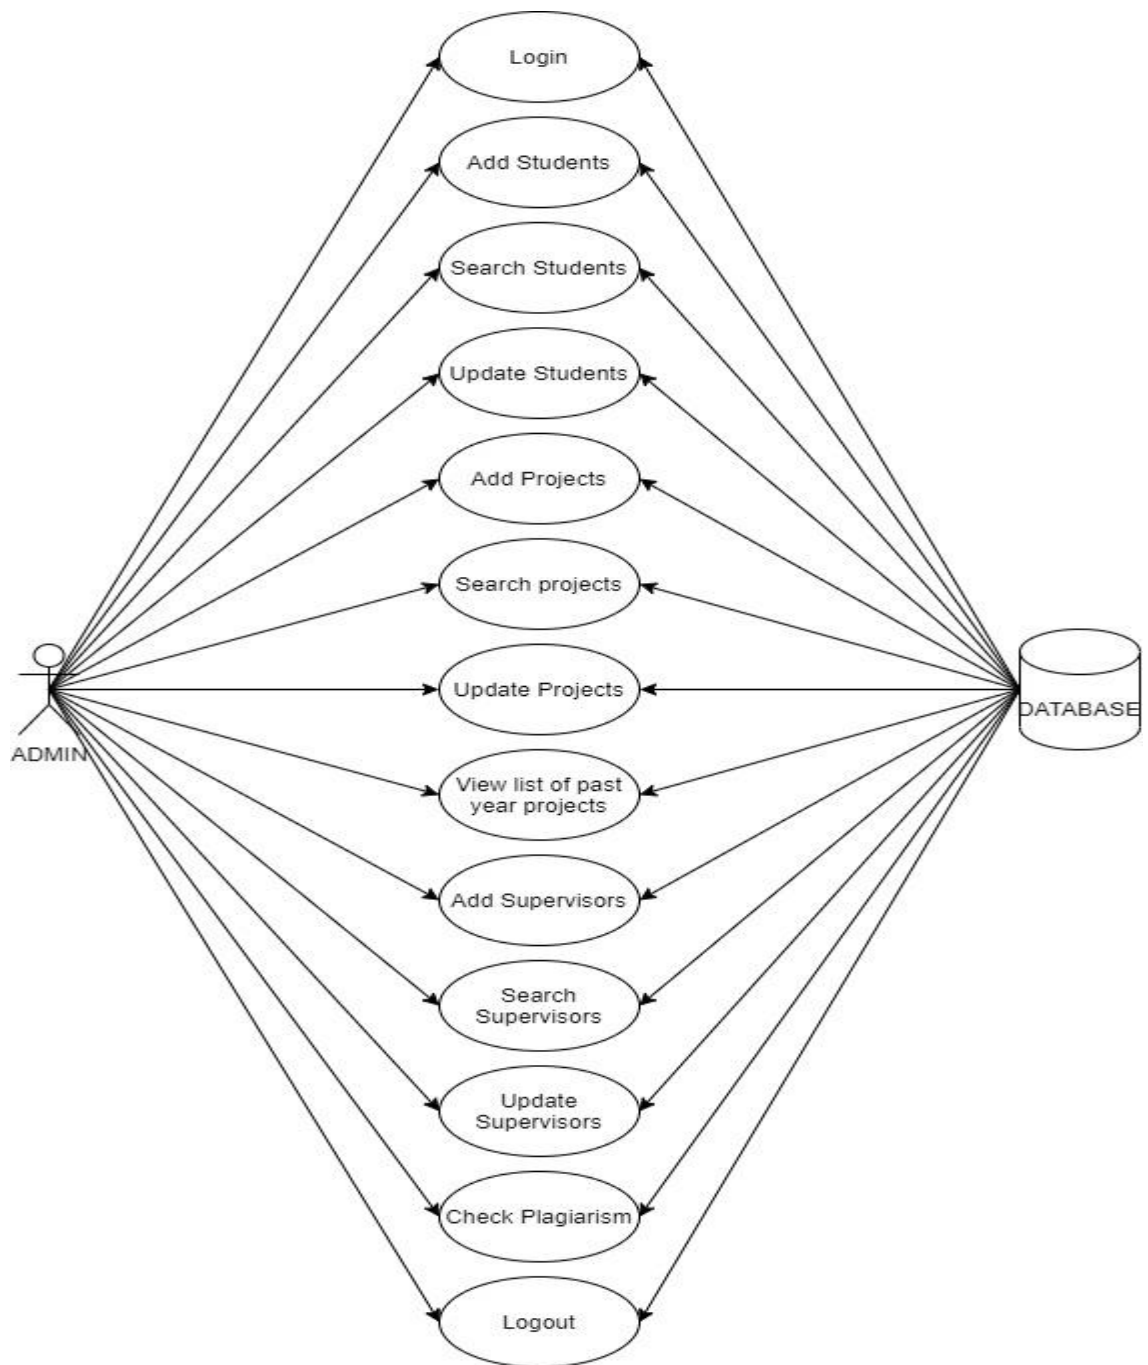 Login
Add Students
Search Students
Update Students
Add Projects
Search projects
Update Projects
ADMIN
DATABASE
View list of past
year projects
Add Supervisors
Search
Supervisors
Update
Supervisors
Check Plagiarism
Logout